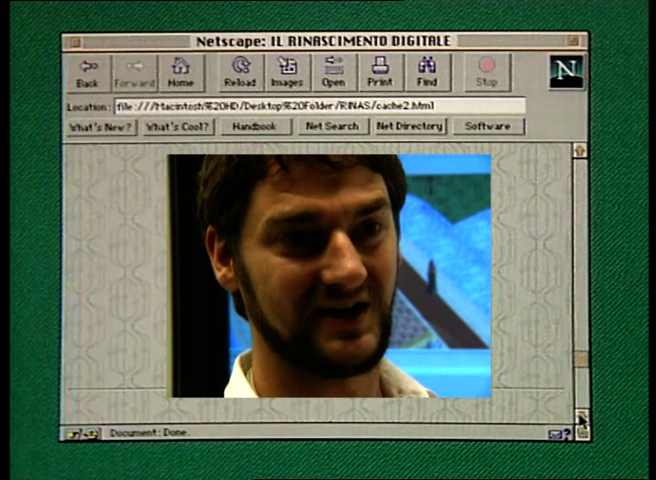 Netscape: IL RINASCIMENTO DIGITALE
Back Forward Home Reload Images Open Print Find Stop
N
Location: file:///Macintosh%20HD/Desktop%20Folder/RINAS/cache2.html
What's New? What's Cool? Handbook Net Search Net Directory Software
Document: Done.
?